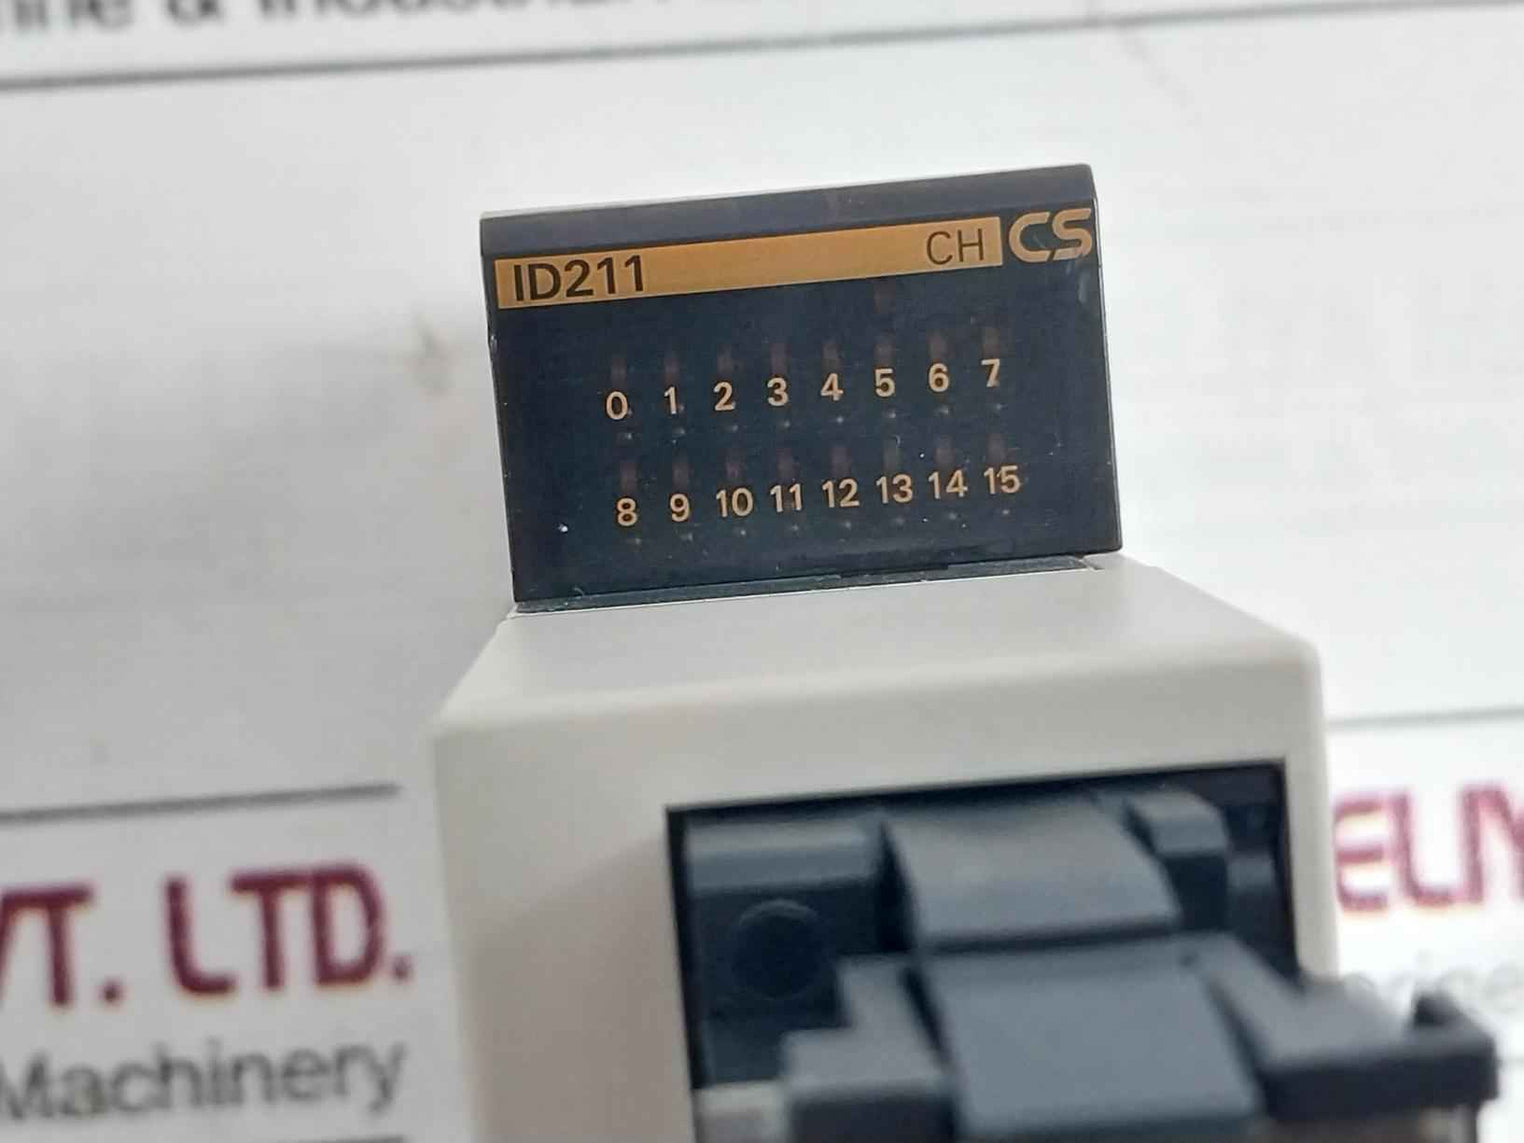 ID211 CH CS
0 1 2 3 4 5 6 7
8 9 10 11 12 13 14 15
VT. LTD.
Machinery